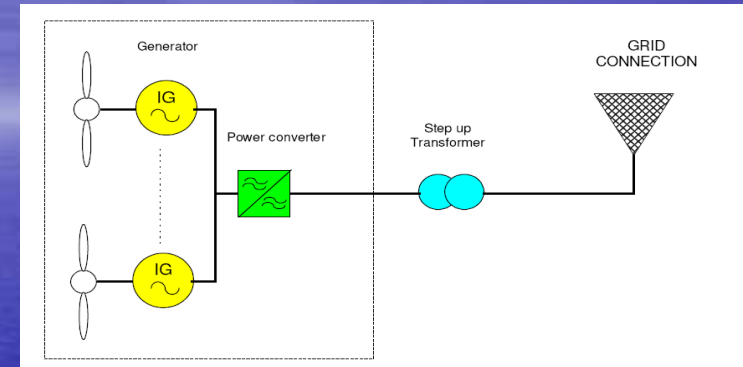 Generator
GRID
CONNECTION
IG
Power converter
Step up
Transformer
IG